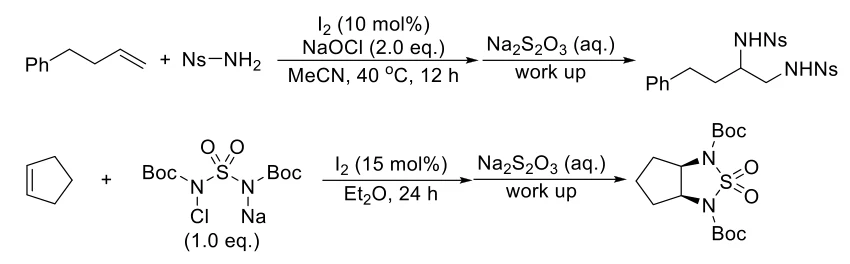 I₂ (10 mol%)
NaOCl (2.0 eq.)
Na₂S₂O₃ (aq.)
NHNs
Ph
+ Ns NH₂
MeCN, 40 ºC, 12 h
work up
Ph
NHNs
Boc
O O
Boc S Boc
I₂ (15 mol%)
Na₂S₂O₃ (aq.)
N
O
+
N N
Et₂O, 24 h
work up
S
O
Cl Na
N
(1.0 eq.)
Boc